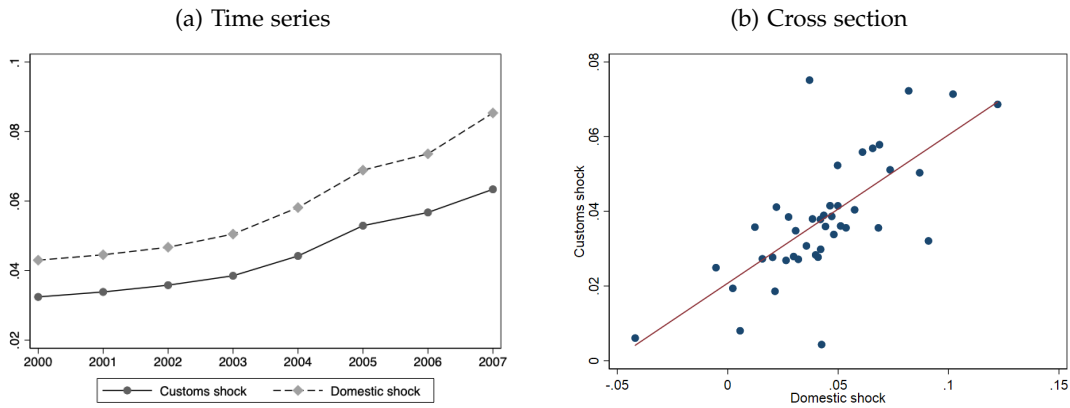 (a) Time series
.1
.08
.06
.04
.02
2000 2001 2002 2003 2004 2005 2006 2007
Customs shock Domestic shock
(b) Cross section
Customs shock
.08
.06
.04
.02
0
-.05 0 .05 .1 .15
Domestic shock